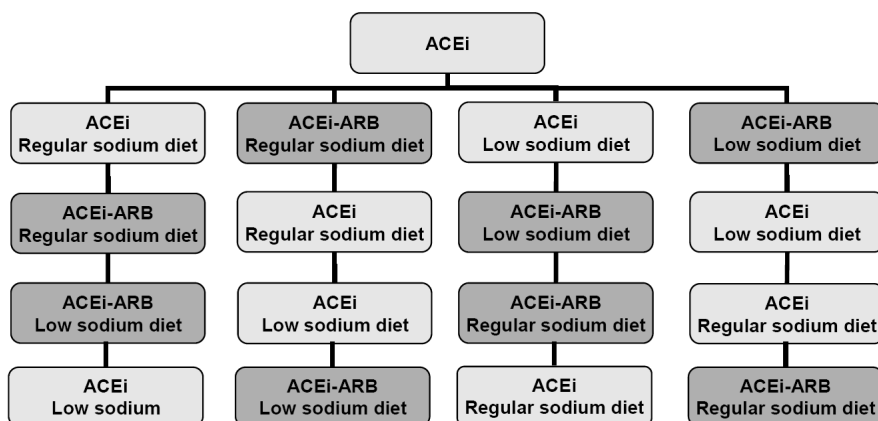 ACEi
ACEi
Regular sodium diet
ACEi-ARB
Regular sodium diet
ACEi
Low sodium diet
ACEi-ARB
Low sodium diet
ACEi-ARB
Regular sodium diet
ACEi
Regular sodium diet
ACEi-ARB
Low sodium diet
ACEi
Low sodium diet
ACEi-ARB
Low sodium diet
ACEi
Low sodium diet
ACEi-ARB
Regular sodium diet
ACEi
Regular sodium diet
ACEi
Low sodium
ACEi-ARB
Low sodium diet
ACEi
Regular sodium diet
ACEi-ARB
Regular sodium diet